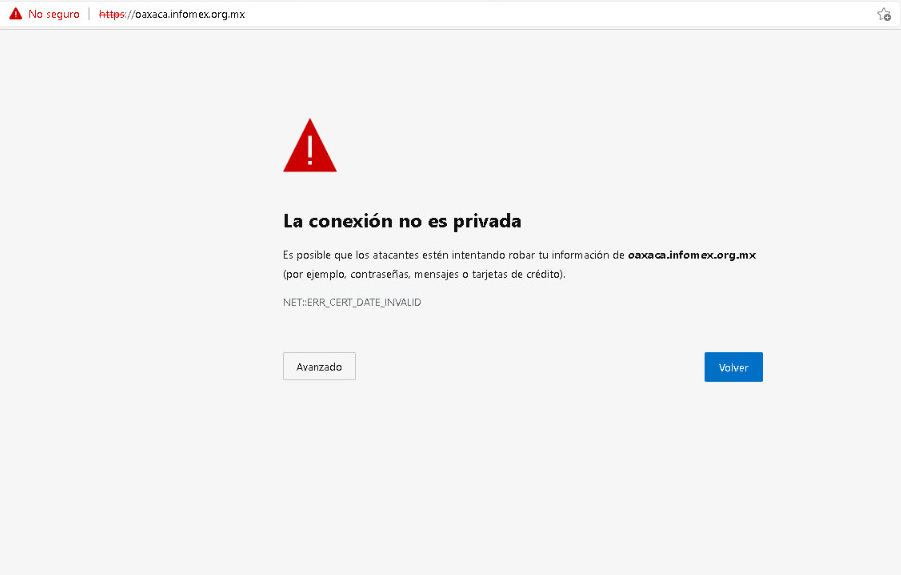 No seguro | https://oaxaca.infomex.org.mx
La conexión no es privada
Es posible que los atacantes estén intentando robar tu información de oaxaca.infomex.org.mx
(por ejemplo, contraseñas, mensajes o tarjetas de crédito).
NET::ERR_CERT_DATE_INVALID
Avanzado Volver